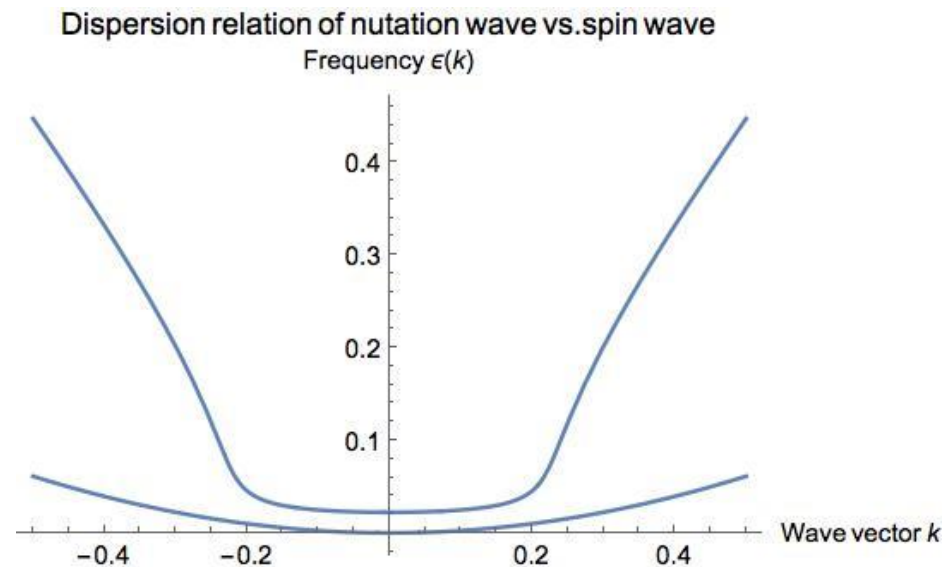 Dispersion relation of nutation wave vs.spin wave
Frequency ϵ(k)
0.4
0.3
0.2
0.1
Wave vector k
−0.4 −0.2 0.2 0.4